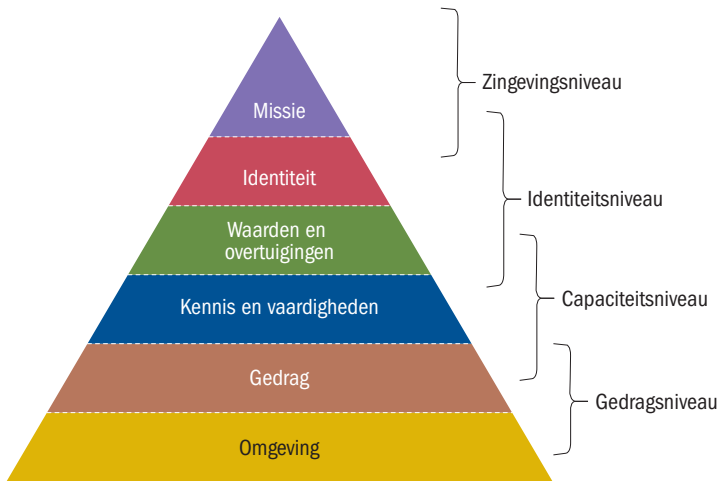 Missie
Identiteit
Waarden en
overtuigingen
Kennis en vaardigheden
Gedrag
Omgeving
Zingevingsniveau
Identiteitsniveau
Capaciteitsniveau
Gedragsniveau